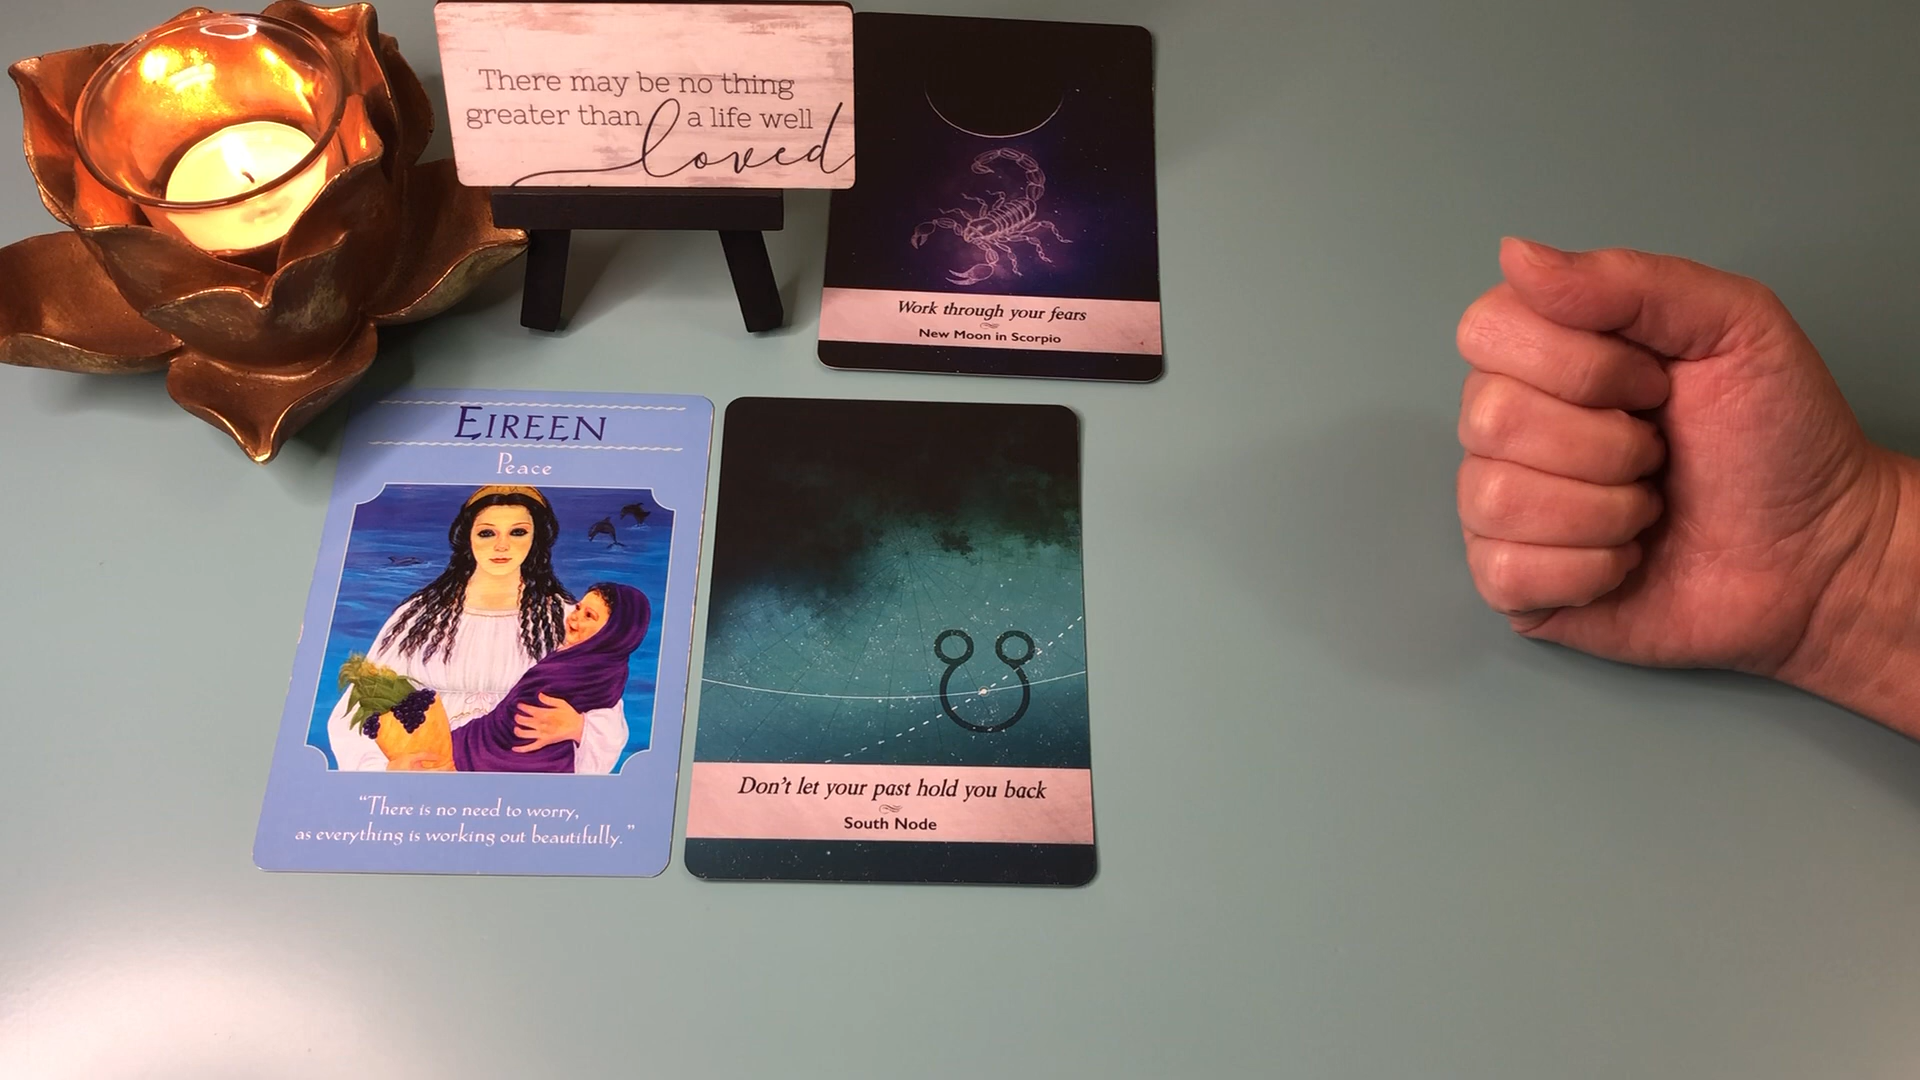 There may be no thing
greater than a life well
loved
Work through your fears
New Moon in Scorpio
EIREEN
Peace
“There is no need to worry,
as everything is working out beautifully.”
Don't let your past hold you back
South Node